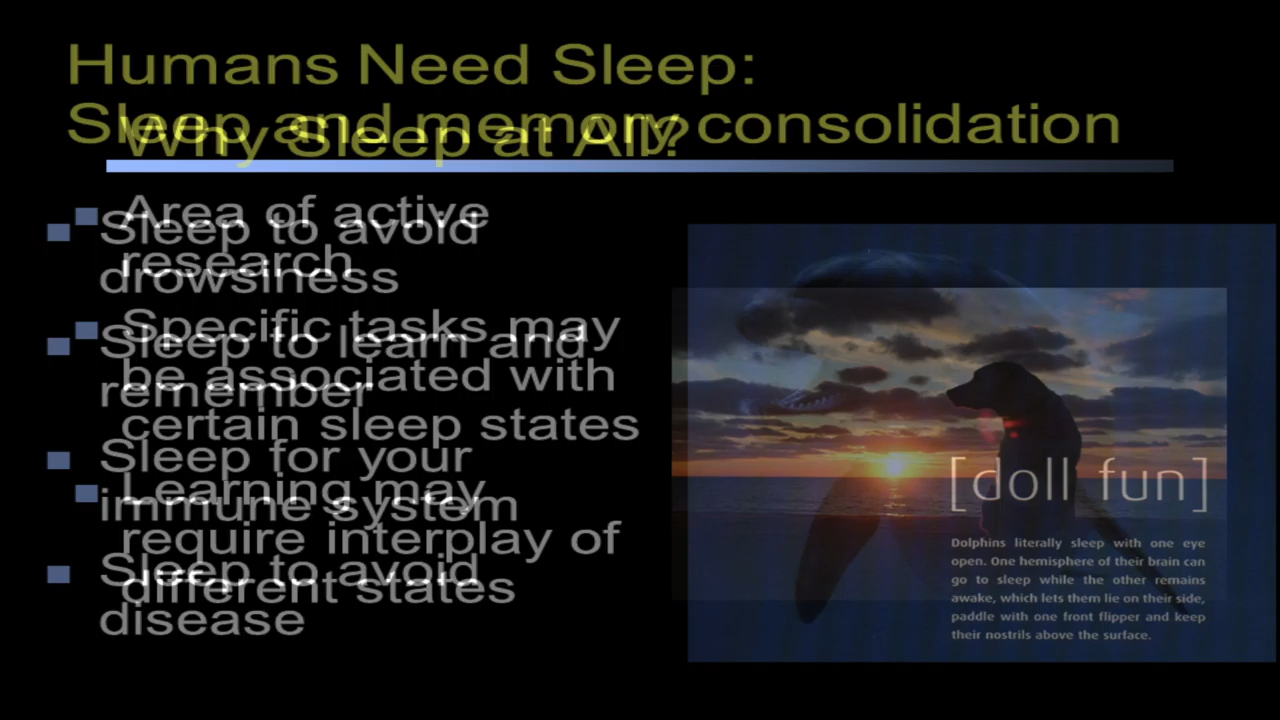 Humans Need Sleep:
Sleep and memory consolidation
Area of active
research
Specific tasks may
be associated with
certain sleep states
Learning may
require interplay of
different states
Why Sleep at All?
Sleep to avoid
drowsiness
Sleep to learn and
remember
Sleep for your
immune system
Sleep to avoid
disease
[doll fun]
Dolphins literally sleep with one eye
open. One hemisphere of their brain can
go to sleep while the other remains
awake, which lets them lie on their side,
paddle with one front flipper and keep
their nostrils above the surface.